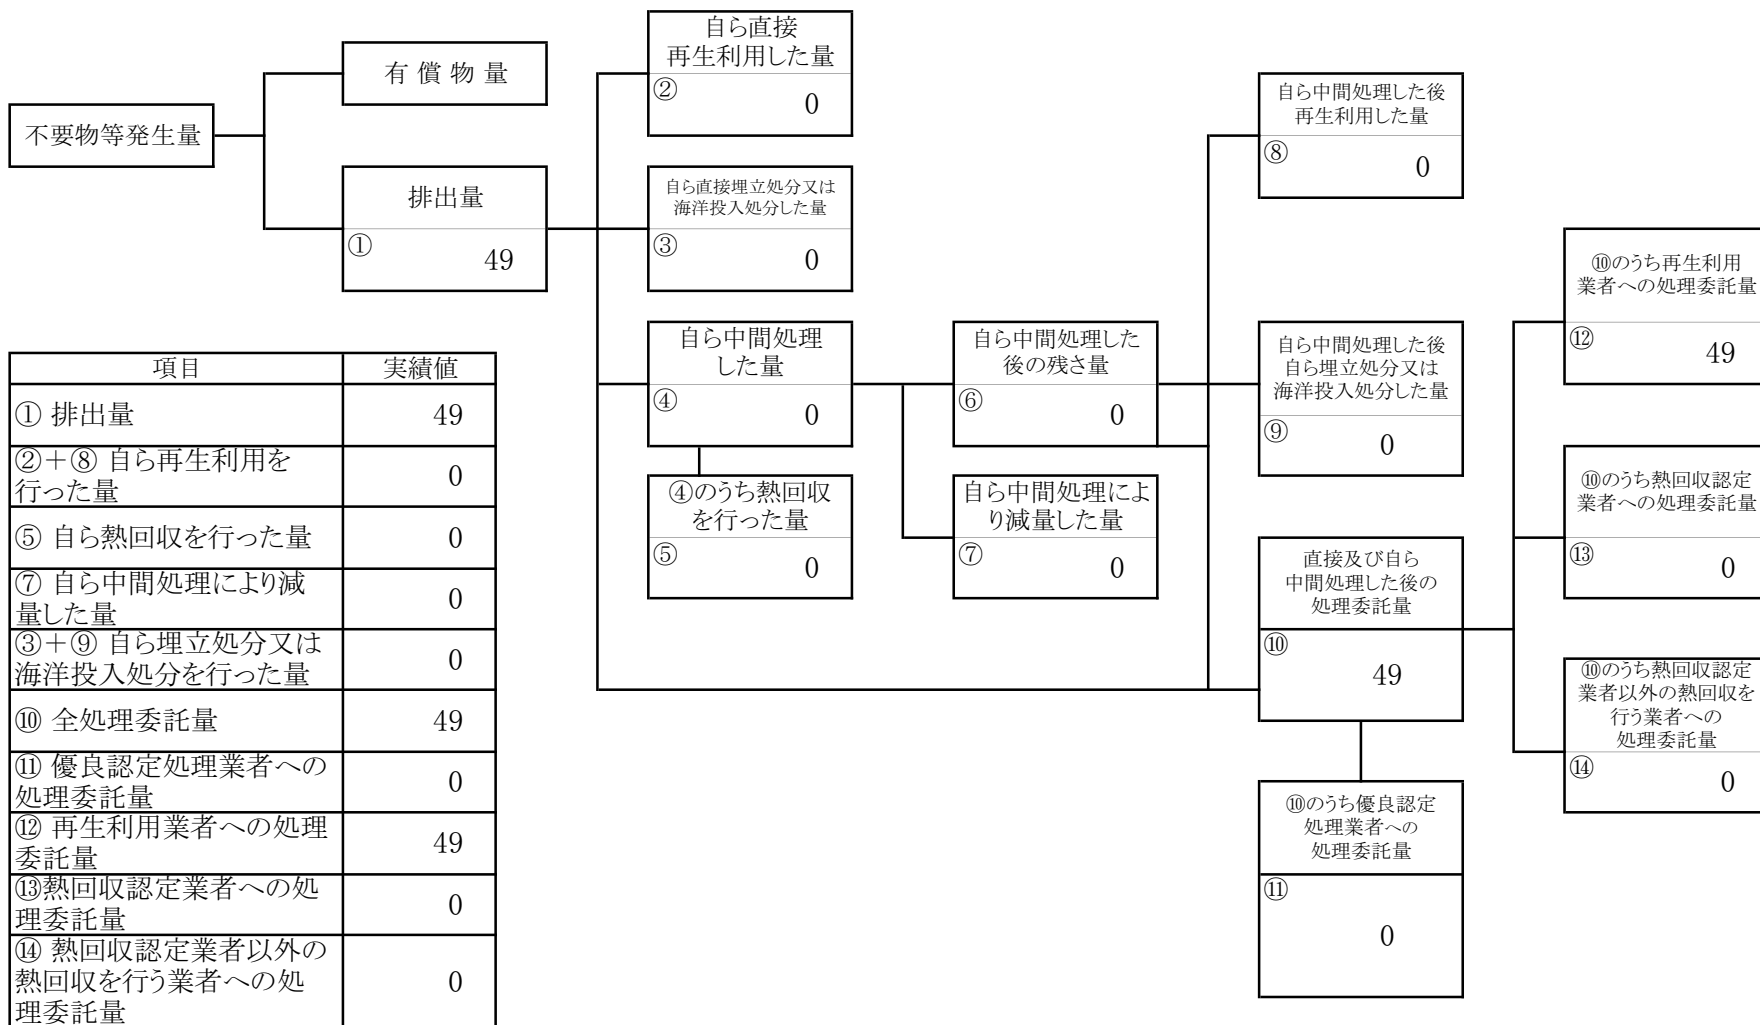 不要物等発生量
有 償 物 量
排出量
①
49
自ら直接
再生利用した量
②
0
自ら直接埋立処分又は
海洋投入処分した量
③
0
自ら中間処理
した量
④
0
④のうち熱回収
を行った量
⑤
0
自ら中間処理した
後の残さ量
⑥
0
自ら中間処理によ
り減量した量
⑦
0
自ら中間処理した後
再生利用した量
⑧
0
自ら中間処理した後
自ら埋立処分又は
海洋投入処分した量
⑨
0
直接及び自ら
中間処理した後の
処理委託量
⑩
49
⑩のうち優良認定
処理業者への
処理委託量
⑪
0
⑩のうち再生利用
業者への処理委託量
⑫
49
⑩のうち熱回収認定
業者への処理委託量
⑬
0
⑩のうち熱回収認定
業者以外の熱回収を
行う業者への
処理委託量
⑭
0
項目 実績値
① 排出量 49
②+⑧ 自ら再生利用を
行った量 0
⑤ 自ら熱回収を行った量 0
⑦ 自ら中間処理により減
量した量 0
③+⑨ 自ら埋立処分又は
海洋投入処分を行った量 0
⑩ 全処理委託量 49
⑪ 優良認定処理業者への
処理委託量 0
⑫ 再生利用業者への処理
委託量 49
⑬熱回収認定業者への処
理委託量 0
⑭ 熱回収認定業者以外の
熱回収を行う業者への処
理委託量 0